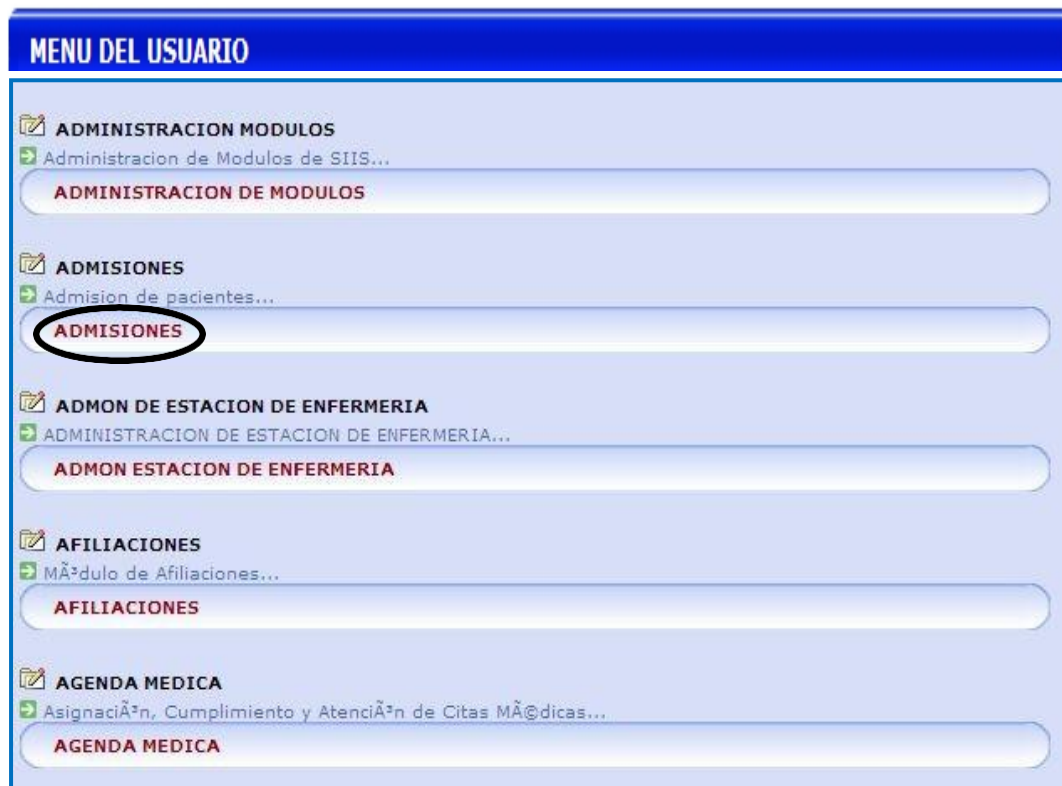 MENU DEL USUARIO
ADMINISTRACION MODULOS
Administracion de Modulos de SIIS...
ADMINISTRACION DE MODULOS
ADMISIONES
Admision de pacientes...
ADMISIONES
ADMON DE ESTACION DE ENFERMERIA
ADMINISTRACION DE ESTACION DE ENFERMERIA...
ADMON ESTACION DE ENFERMERIA
AFILIACIONES
MÃ³dulo de Afiliaciones...
AFILIACIONES
AGENDA MEDICA
AsignaciÃ³n, Cumplimiento y AtenciÃ³n de Citas MÃ©dicas...
AGENDA MEDICA